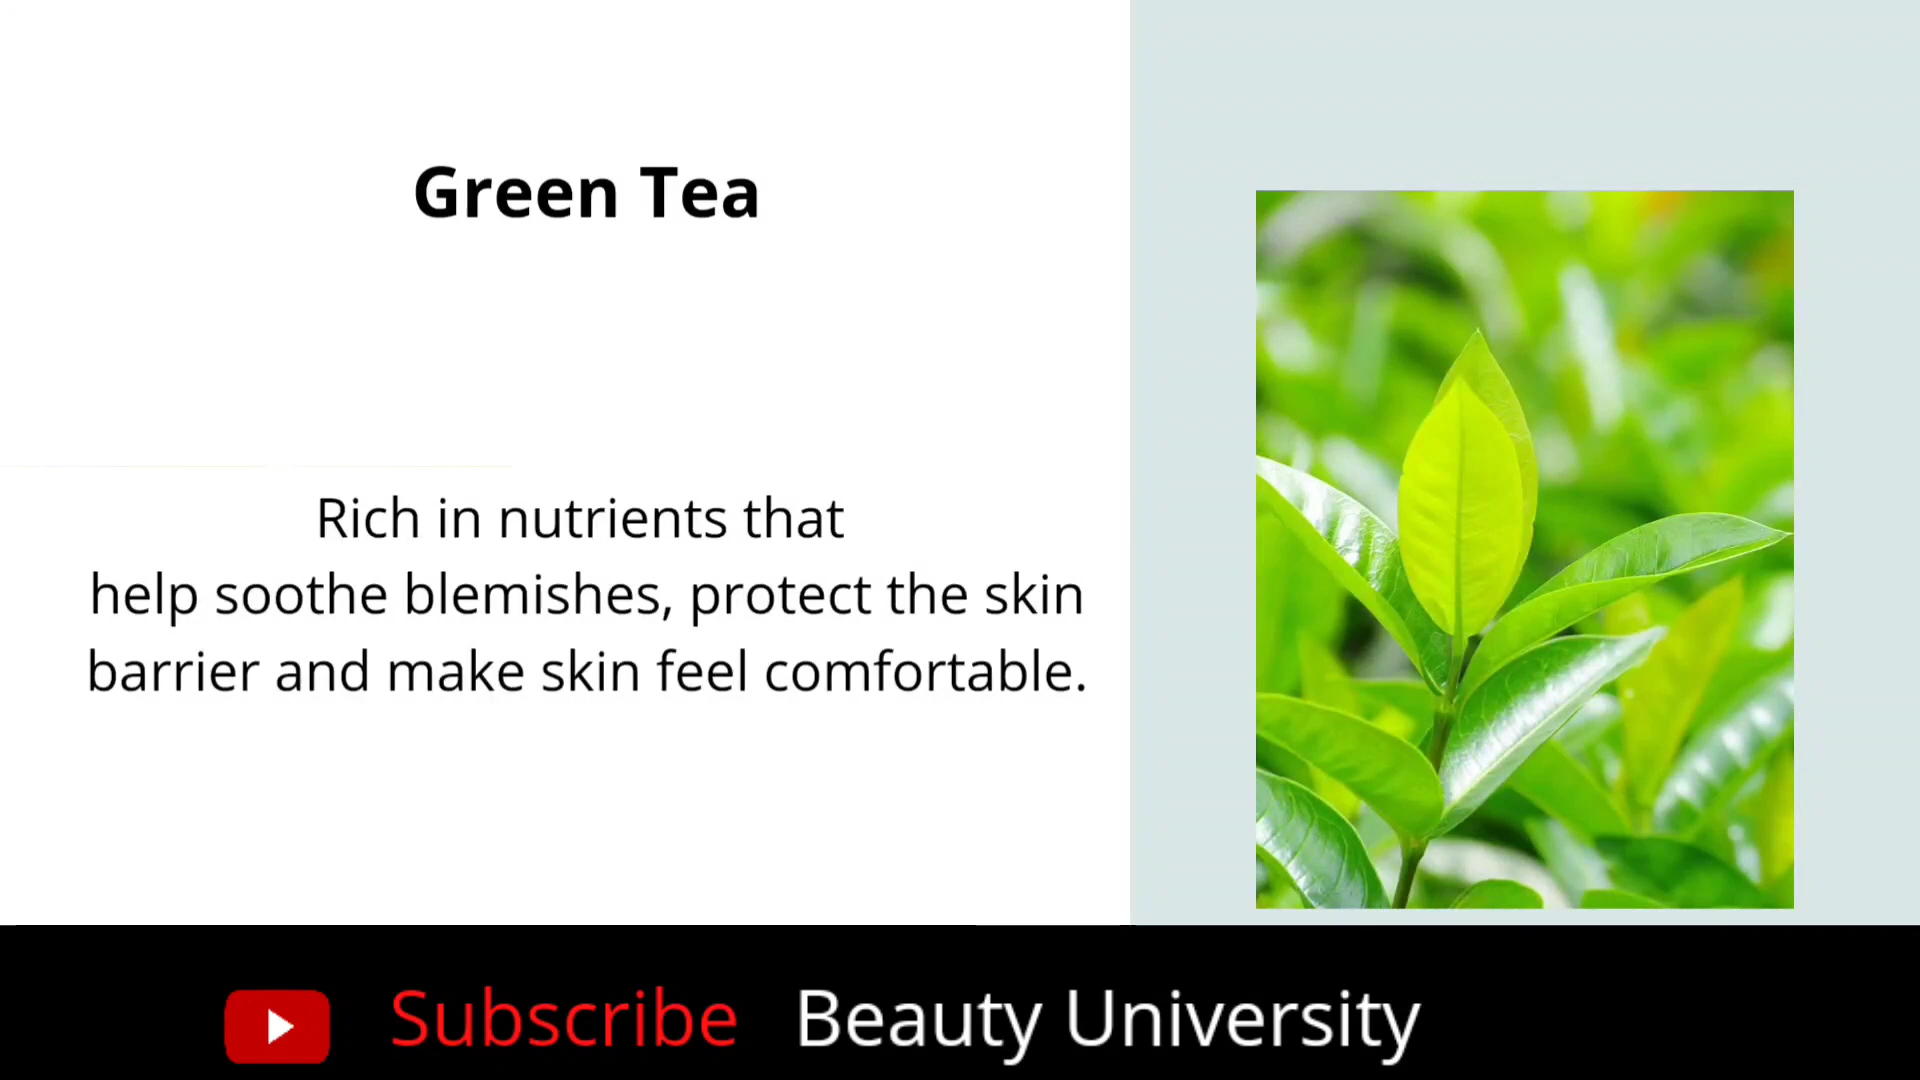 Green Tea
Rich in nutrients that
help soothe blemishes, protect the skin
barrier and make skin feel comfortable.
Subscribe Beauty University